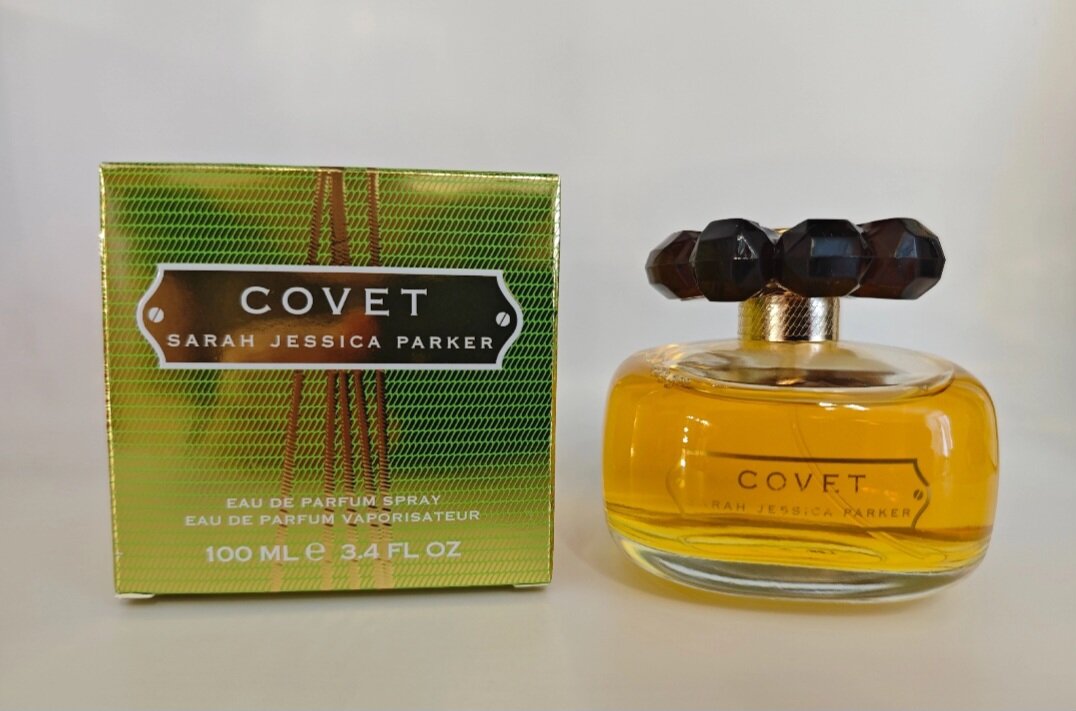 COVET
SARAH JESSICA PARKER
EAU DE PARFUM SPRAY
EAU DE PARFUM VAPORISATEUR
100 ML e 3.4 FL OZ
COVET
RAH JESSICA PARKER